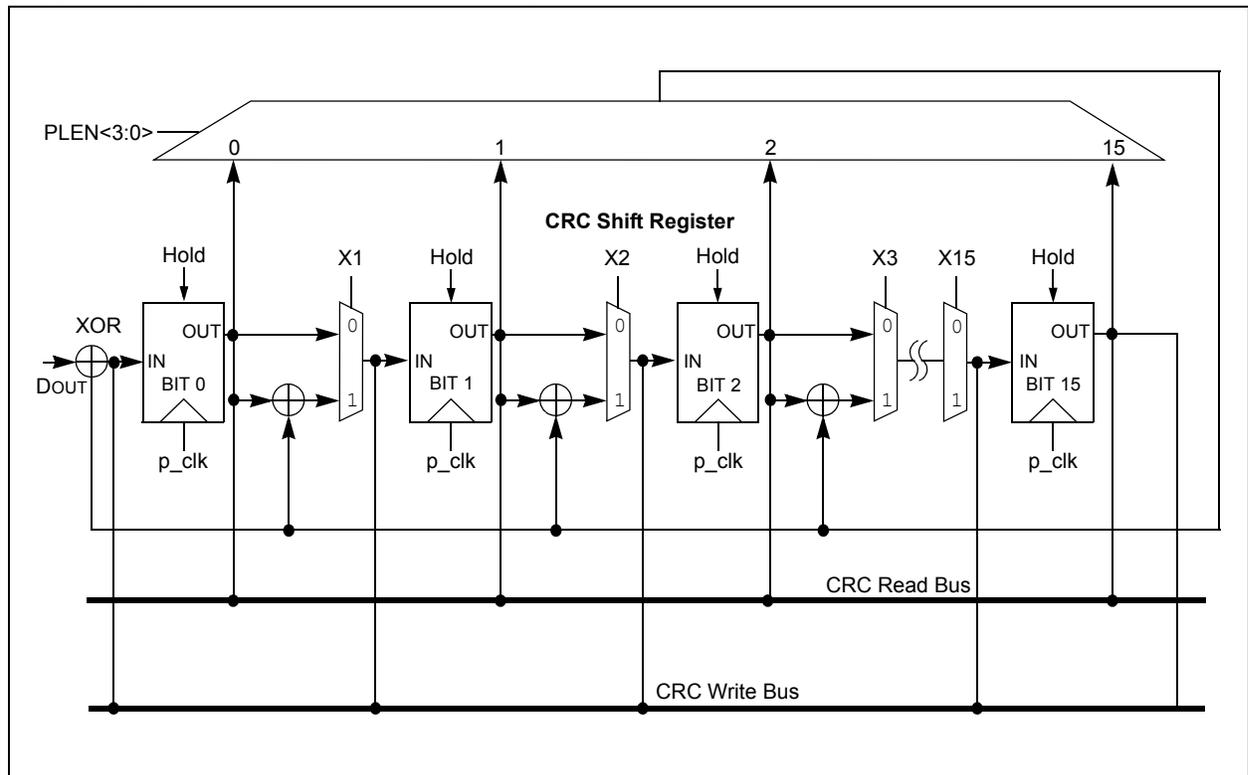 PLEN<3:0>
0 1 2 15
CRC Shift Register
Hold X1 Hold X2 Hold X3 X15 Hold
XOR
OUT 0 OUT 0 OUT 0 0 OUT
IN IN IN IN
DOUT
BIT 0 1 BIT 1 1 BIT 2 1 1 BIT 15
p_clk p_clk p_clk p_clk
CRC Read Bus
CRC Write Bus